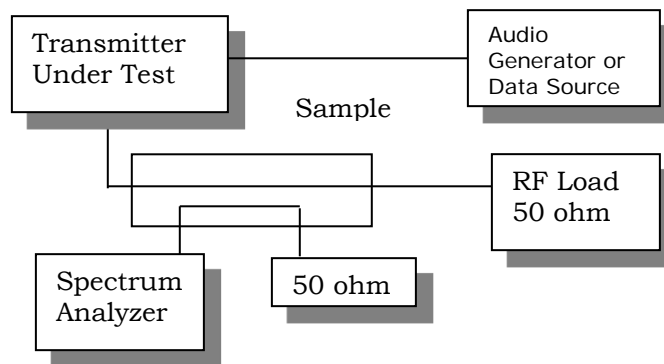 Transmitter
Under Test
Audio
Generator or
Data Source
Sample
RF Load
50 ohm
Spectrum
Analyzer
50 ohm